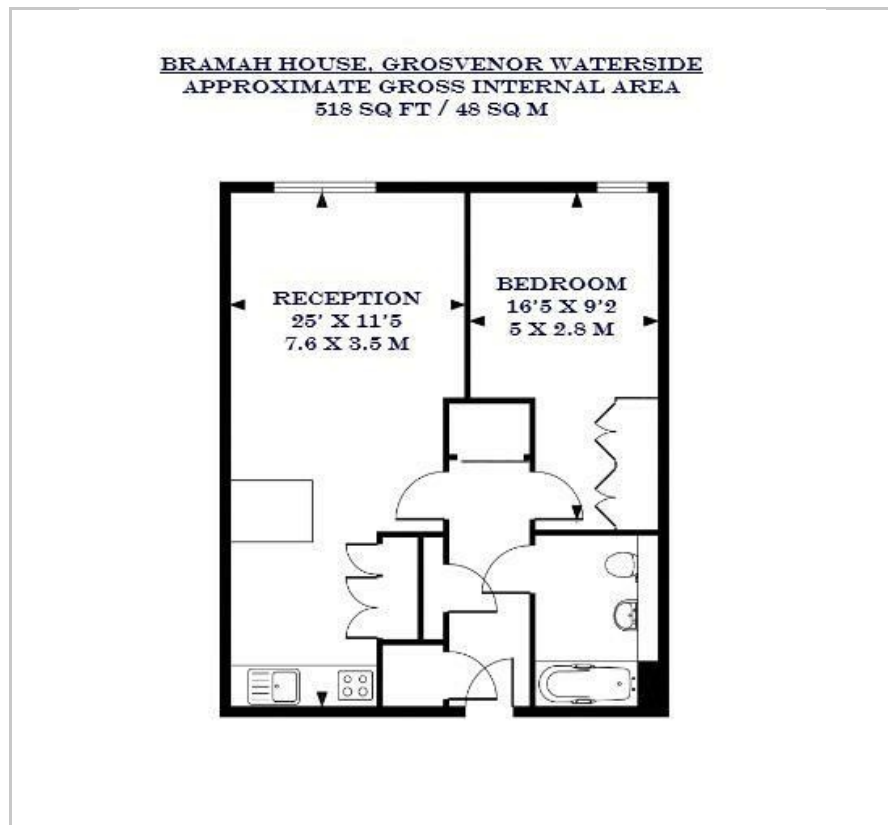 BRAMAH HOUSE, GROSVENOR WATERSIDE
APPROXIMATE GROSS INTERNAL AREA
518 SQ FT / 48 SQ M
RECEPTION
25' X 11'5
7.6 X 3.5 M
BEDROOM
16'5 X 9'2
5 X 2.8 M